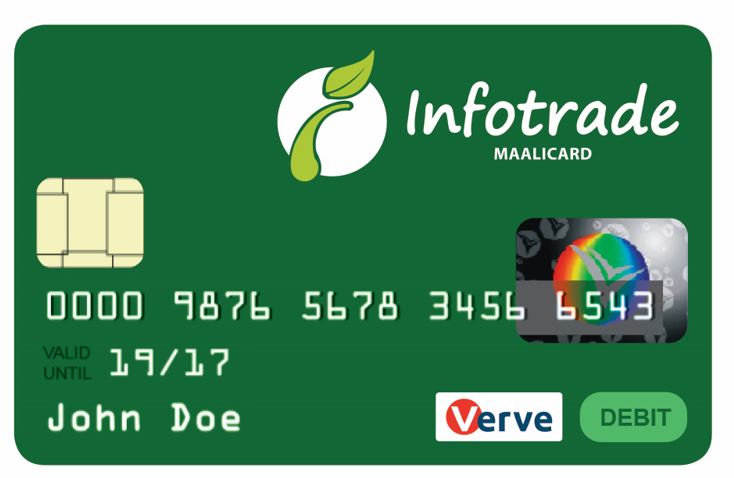 Infotrade
MAALICARD
0000 9876 5678 3456 6543
VALID
UNTIL 19/17
John Doe
Verve
DEBIT